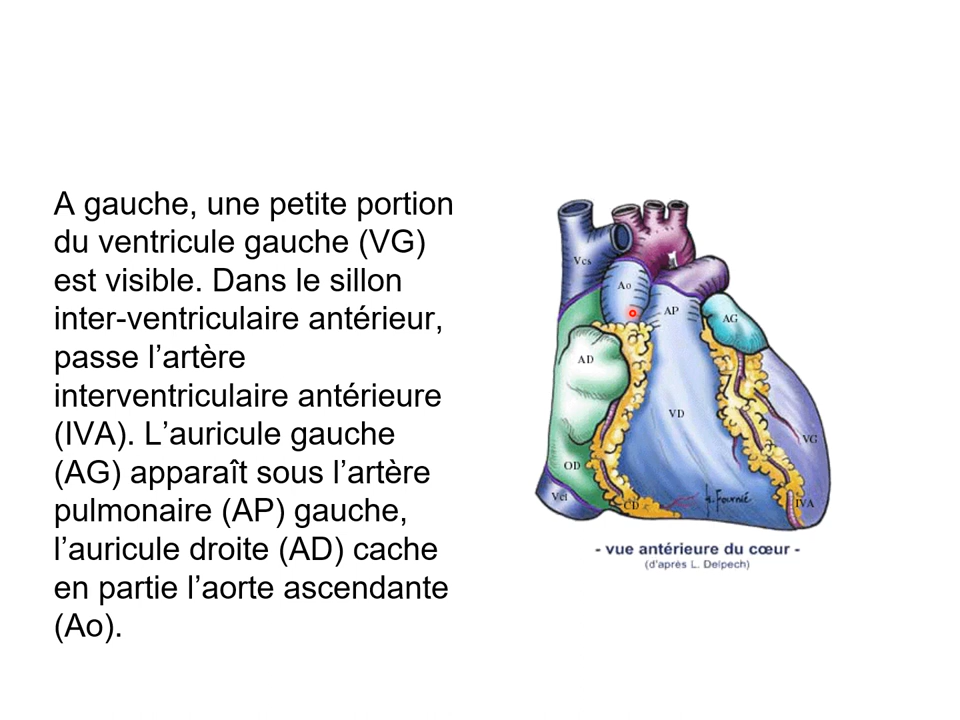 A gauche, une petite portion
du ventricule gauche (VG)
est visible. Dans le sillon
inter-ventriculaire antérieur,
passe l’artère
interventriculaire antérieure
(IVA). L’auricule gauche
(AG) apparaît sous l’artère
pulmonaire (AP) gauche,
l’auricule droite (AD) cache
en partie l’aorte ascendante
(Ao).
Vcs
Ao
AP
AG
AD
VD
VG
OD
Vci
CD
IVA
Fournié
- vue antérieure du cœur -
(d'après L. Delpech)